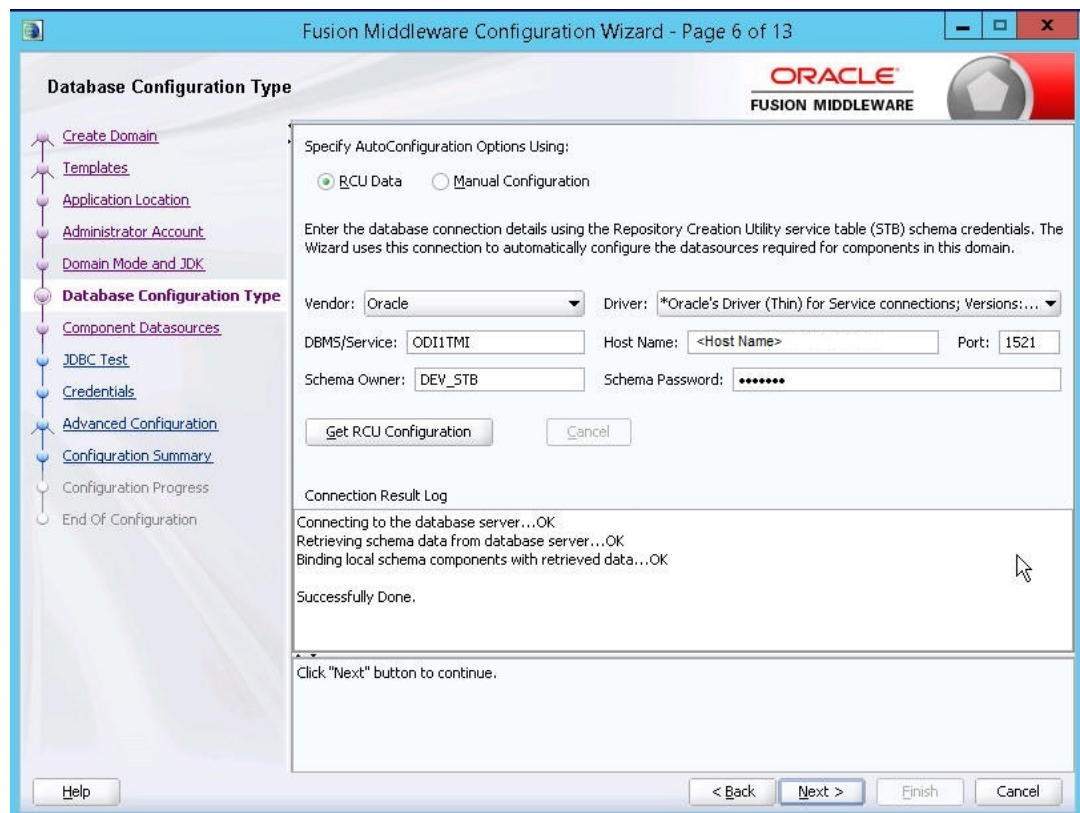 Fusion Middleware Configuration Wizard - Page 6 of 13
Database Configuration Type
ORACLE
FUSION MIDDLEWARE
Create Domain
Templates
Application Location
Administrator Account
Domain Mode and JDK
Database Configuration Type
Component Datasources
JDBC Test
Credentials
Advanced Configuration
Configuration Summary
Configuration Progress
End Of Configuration
Specify AutoConfiguration Options Using:
RCU Data Manual Configuration
Enter the database connection details using the Repository Creation Utility service table (STB) schema credentials. The
Wizard uses this connection to automatically configure the datasources required for components in this domain.
Vendor: Oracle Driver: *Oracle's Driver (Thin) for Service connections; Versions:...
DBMS/Service: ODI1TMI Host Name: <Host Name> Port: 1521
Schema Owner: DEV_STB Schema Password: •••••••
Get RCU Configuration Cancel
Connection Result Log
Connecting to the database server...OK
Retrieving schema data from database server...OK
Binding local schema components with retrieved data...OK
Successfully Done.
Click "Next" button to continue.
Help < Back Next > Finish Cancel